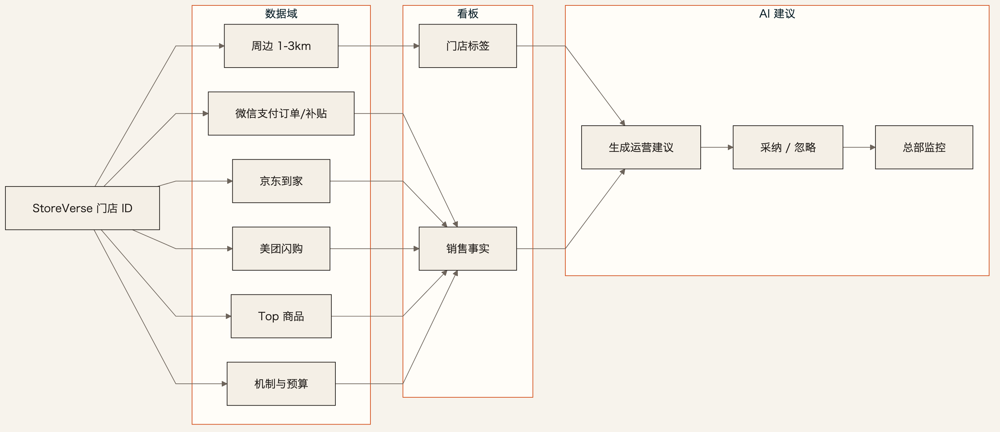 StoreVerse 门店 ID
数据域
周边 1-3km
微信支付订单/补贴
京东到家
美团闪购
Top 商品
机制与预算
看板
门店标签
销售事实
AI 建议
生成运营建议
采纳 / 忽略
总部监控